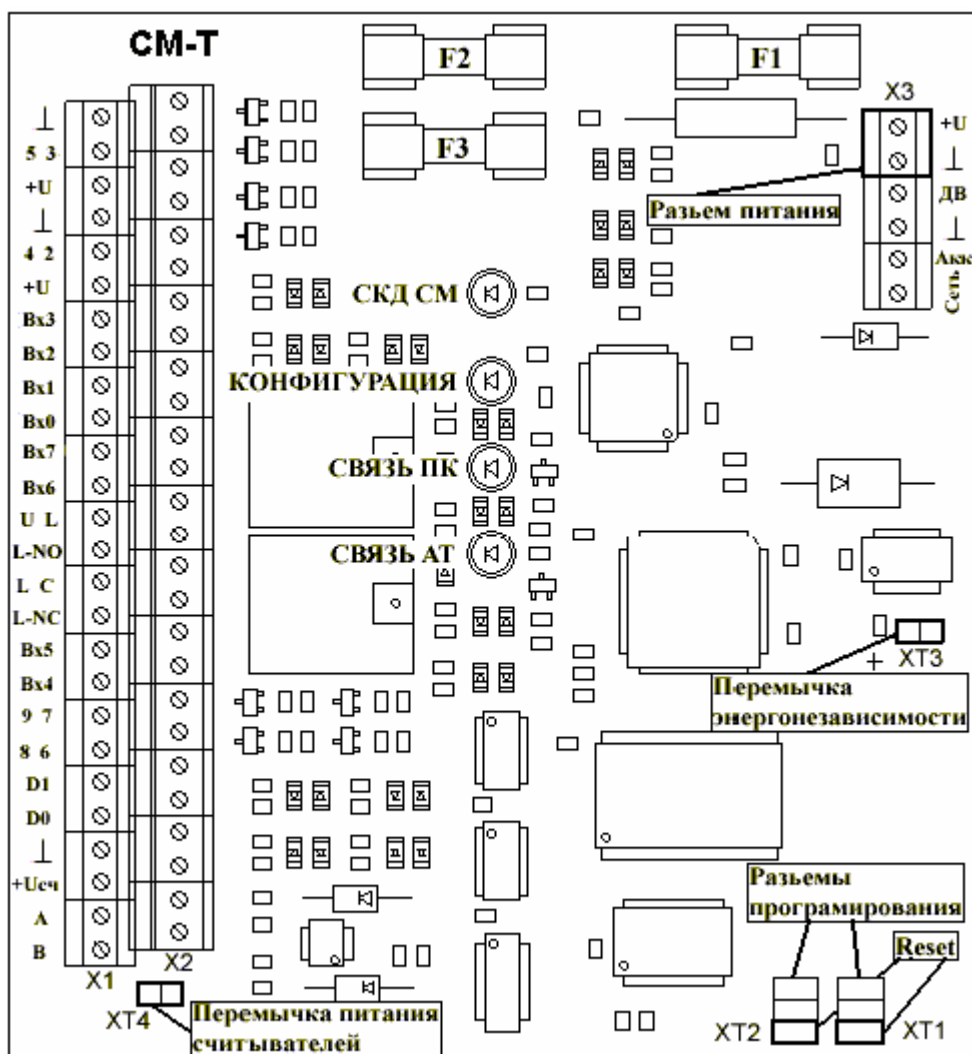 СМ-Т
F2
F1
F3
X3
+U
⊥
ДВ
⊥
Акк
Сеть
Разьем питания
⊥
5 3
+U
⊥
4 2
+U
Вх3
Вх2
Вх1
Вх0
Вх7
Вх6
U L
L-NO
L C
L-NC
Вх5
Вх4
9 7
8 6
D1
D0
⊥
+Uсч
A
B
X1
X2
СКД СМ
КОНФИГУРАЦИЯ
СВЯЗЬ ПК
СВЯЗЬ АТ
+
XT3
Перемычка
энергонезависимости
Разьемы
програмирования
Reset
XT2
XT1
XT4
Перемычка питания
считывателей